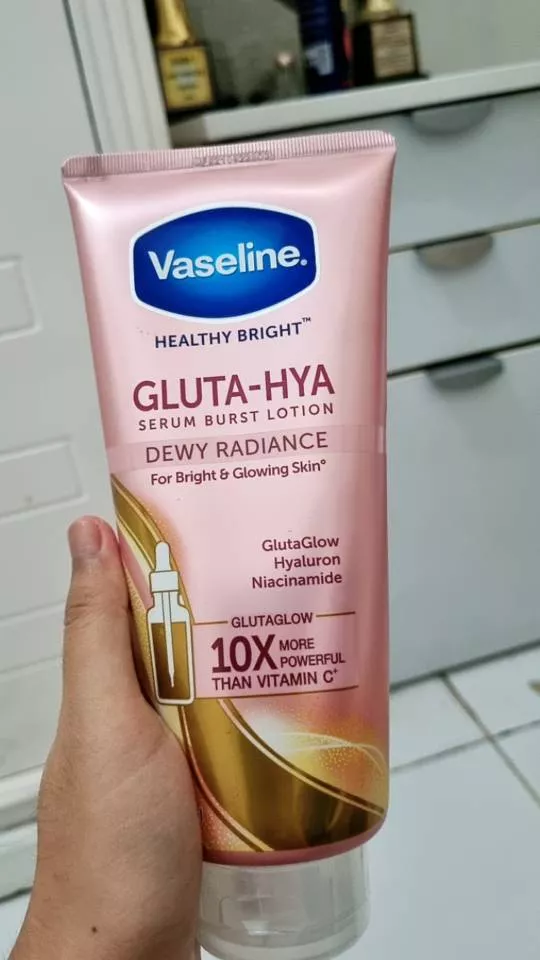 Vaseline.
HEALTHY BRIGHT™
GLUTA-HYA
SERUM BURST LOTION
DEWY RADIANCE
For Bright & Glowing Skin°
GlutaGlow
Hyaluron
Niacinamide
GLUTAGLOW
10X MORE
POWERFUL
THAN VITAMIN C⁺